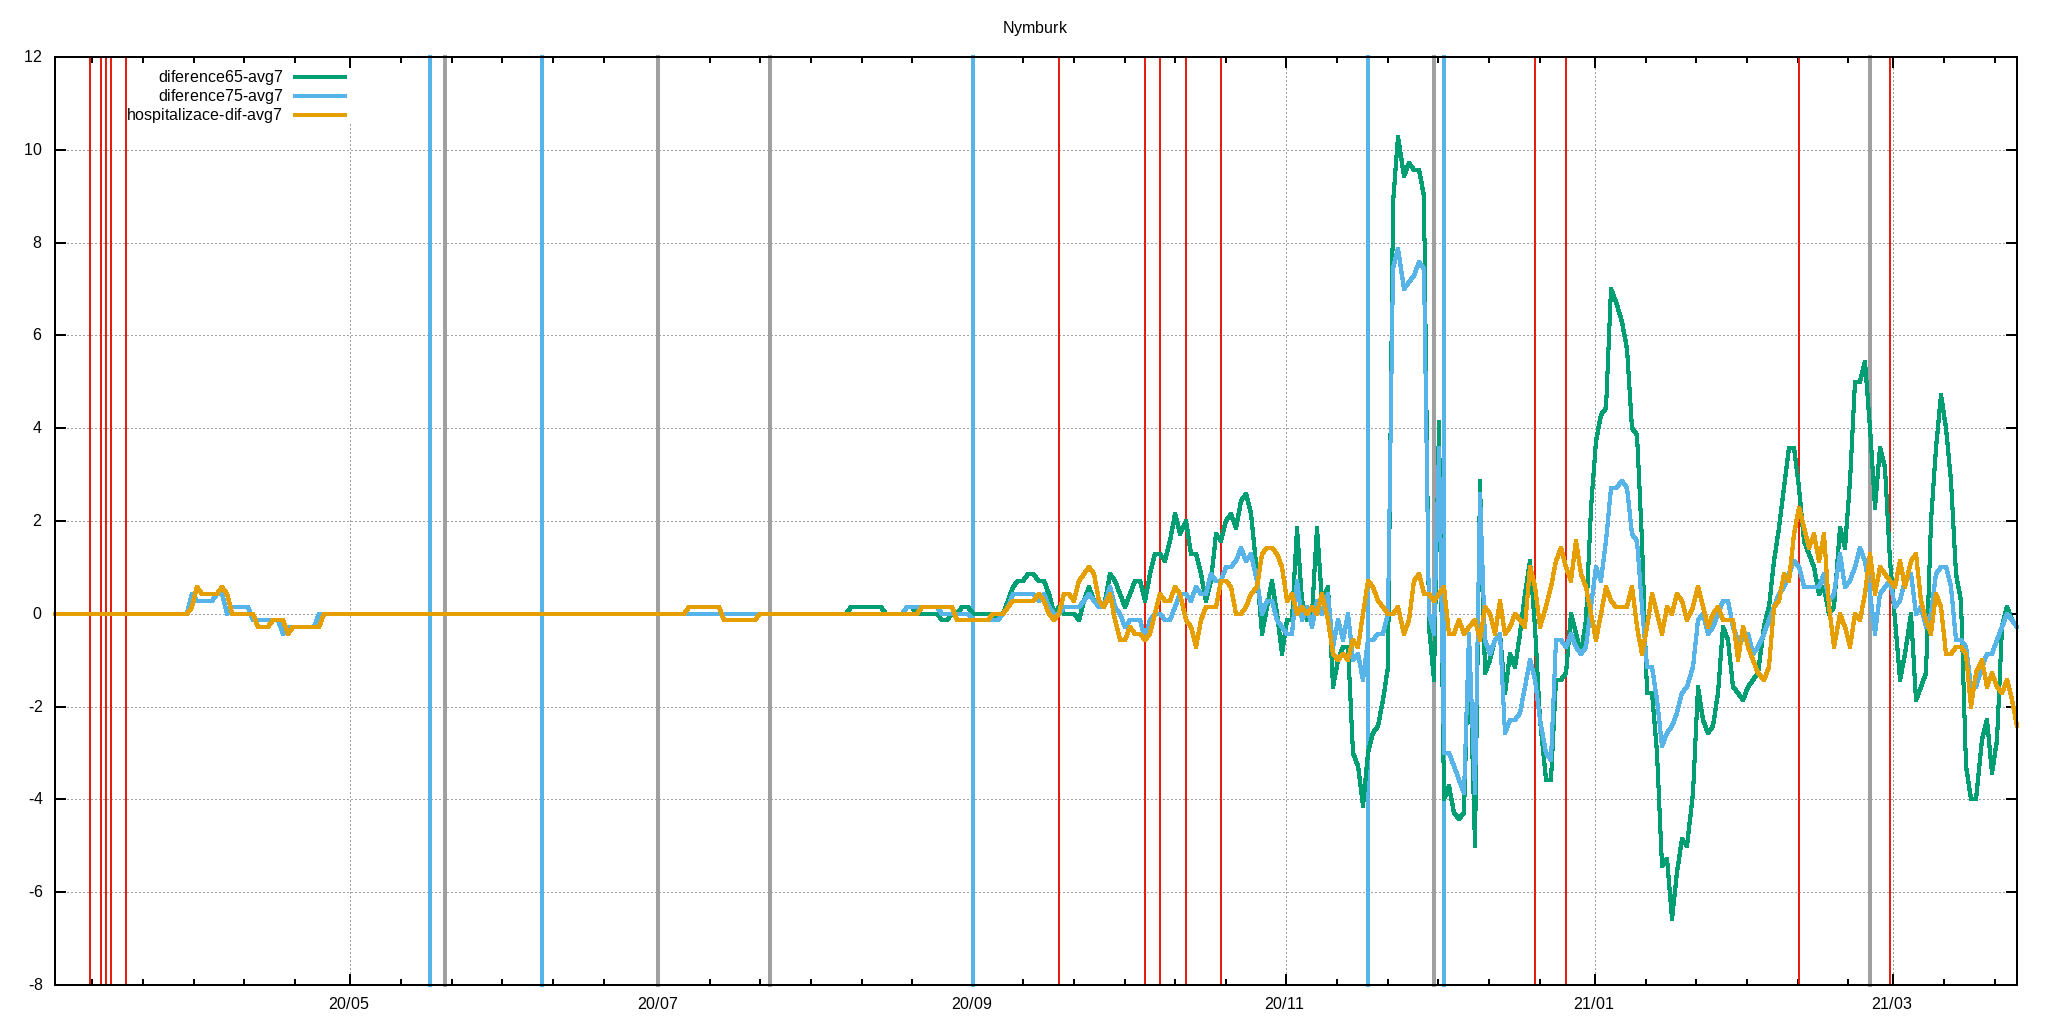 Nymburk
12
diference65-avg7
diference75-avg7
hospitalizace-dif-avg7
10
8
6
4
2
0
-2
-4
-6
-8
20/05 20/07 20/09 20/11 21/01 21/03